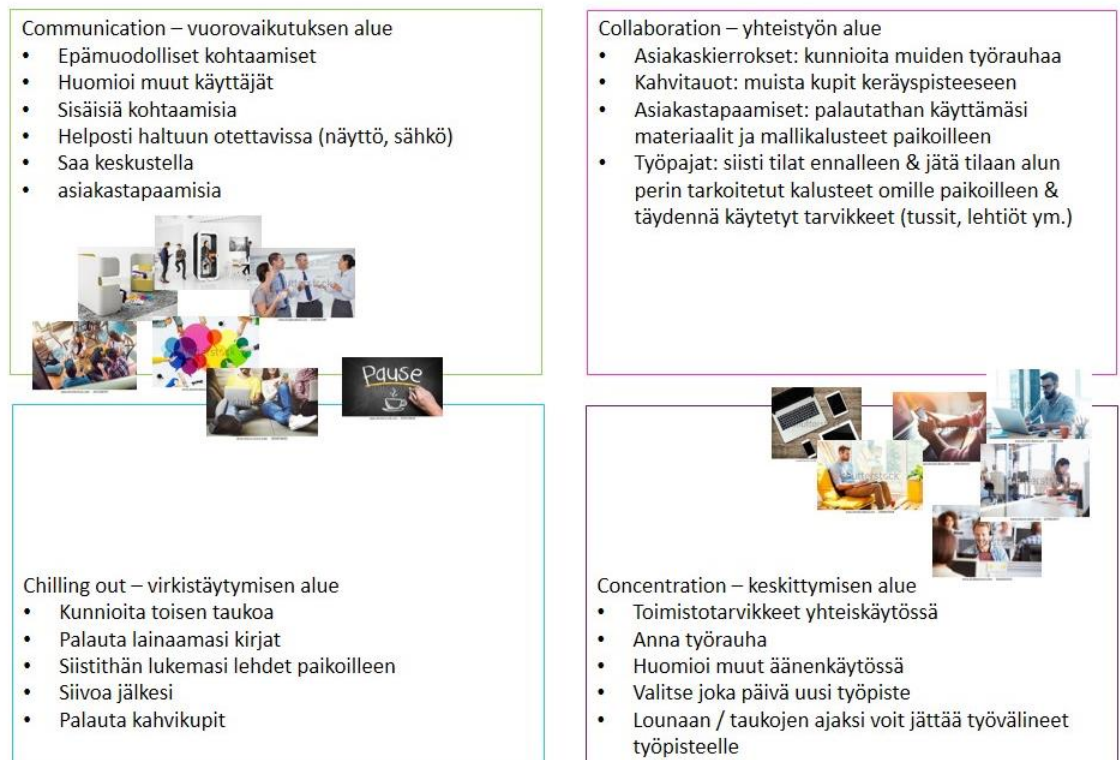 Communication – vuorovaikutuksen alue
• Epämuodolliset kohtaamiset
• Huomioi muut käyttäjät
• Sisäisiä kohtaamisia
• Helposti haltuun otettavissa (näyttö, sähkö)
• Saa keskustella
• asiakastapaamisia
Collaboration – yhteistyön alue
• Asiakaskierrokset: kunnioita muiden työrauhaa
• Kahvitauot: muista kupit keräyspisteeseen
• Asiakastapaamiset: palautathan käyttämäsi
materiaalit ja mallikalusteet paikoilleen
• Työpajat: siisti tilat ennalleen & jätä tilaan alun
perin tarkoitetut kalusteet omille paikoilleen &
täydennä käytetyt tarvikkeet (tussit, lehtiöt ym.)
Pause
Chilling out – virkistäytymisen alue
• Kunnioita toisen taukoa
• Palauta lainaamasi kirjat
• Siistithän lukemasi lehdet paikoilleen
• Siivoa jälkesi
• Palauta kahvikupit
Concentration – keskittymisen alue
• Toimistotarvikkeet yhteiskäytössä
• Anna työrauha
• Huomioi muut äänenkäytössä
• Valitse joka päivä uusi työpiste
• Lounaan / taukojen ajaksi voit jättää työvälineet
työpisteelle